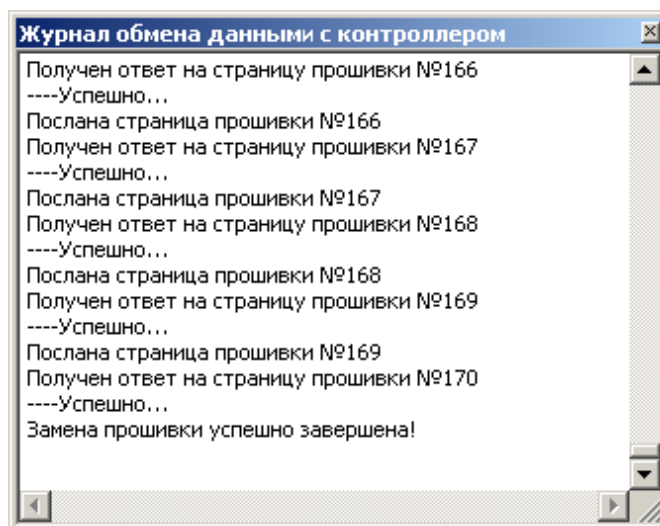 Журнал обмена данными с контроллером
Получен ответ на страницу прошивки №166
----Успешно...
Послана страница прошивки №166
Получен ответ на страницу прошивки №167
----Успешно...
Послана страница прошивки №167
Получен ответ на страницу прошивки №168
----Успешно...
Послана страница прошивки №168
Получен ответ на страницу прошивки №169
----Успешно...
Послана страница прошивки №169
Получен ответ на страницу прошивки №170
----Успешно...
Замена прошивки успешно завершена!